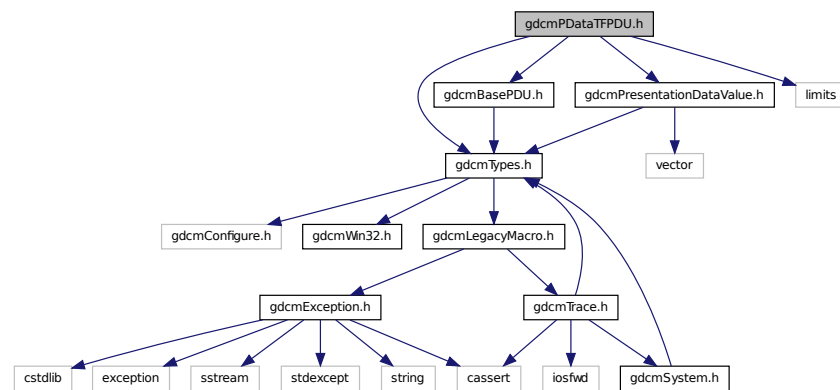 gdcmPDataTFPDU.h
gdcmBasePDU.h
gdcmPresentationDataValue.h
limits
gdcmTypes.h
vector
gdcmConfigure.h
gdcmWin32.h
gdcmLegacyMacro.h
gdcmException.h
gdcmTrace.h
cstdlib
exception
sstream
stdexcept
string
cassert
iosfwd
gdcmSystem.h